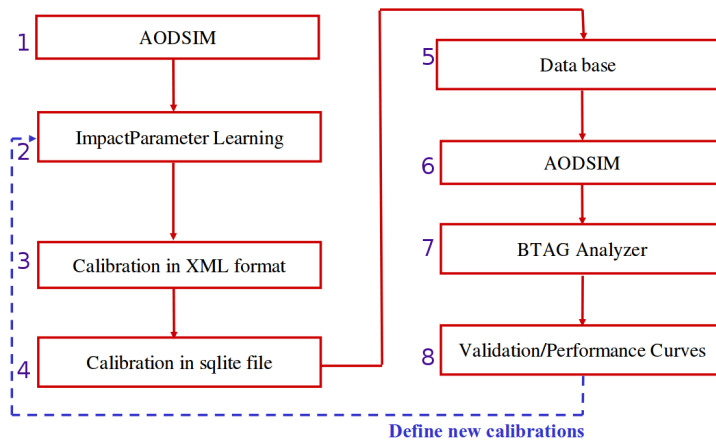 1
AODSIM
2
ImpactParameter Learning
3
Calibration in XML format
4
Calibration in sqlite file
5
Data base
6
AODSIM
7
BTAG Analyzer
8
Validation/Performance Curves
Define new calibrations